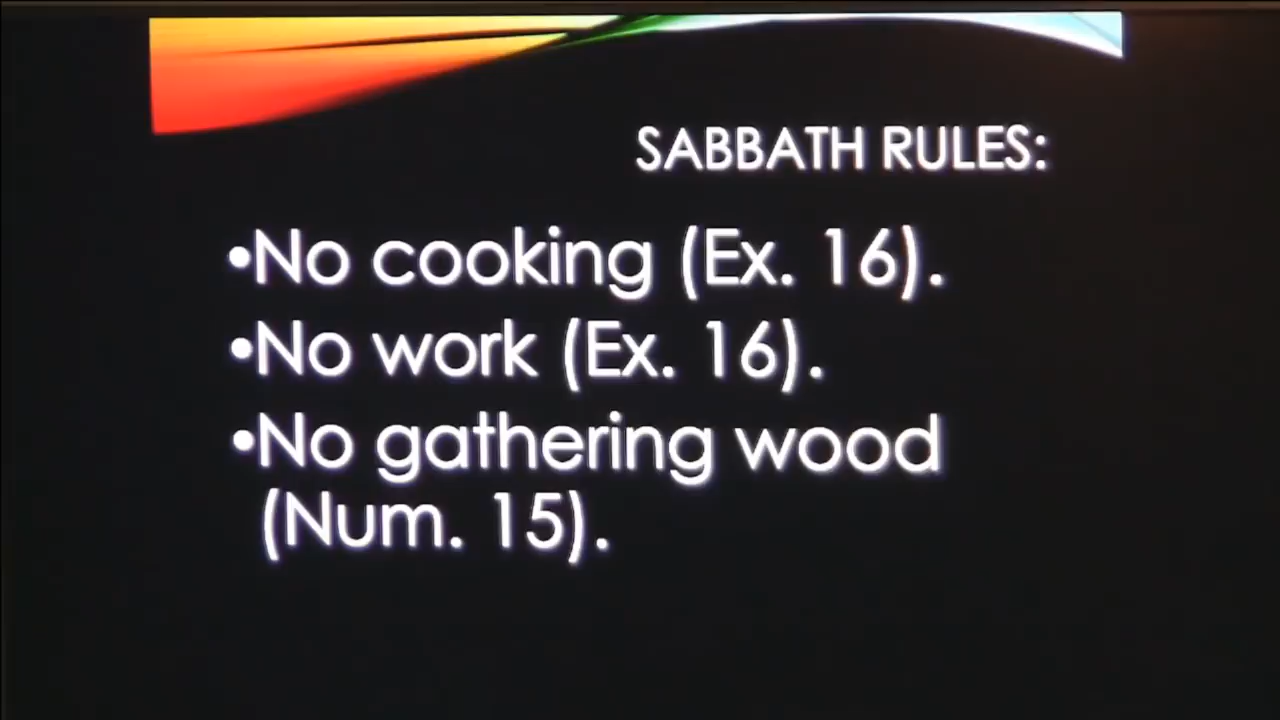 SABBATH RULES:
•No cooking (Ex. 16).
•No work (Ex. 16).
•No gathering wood
(Num. 15).